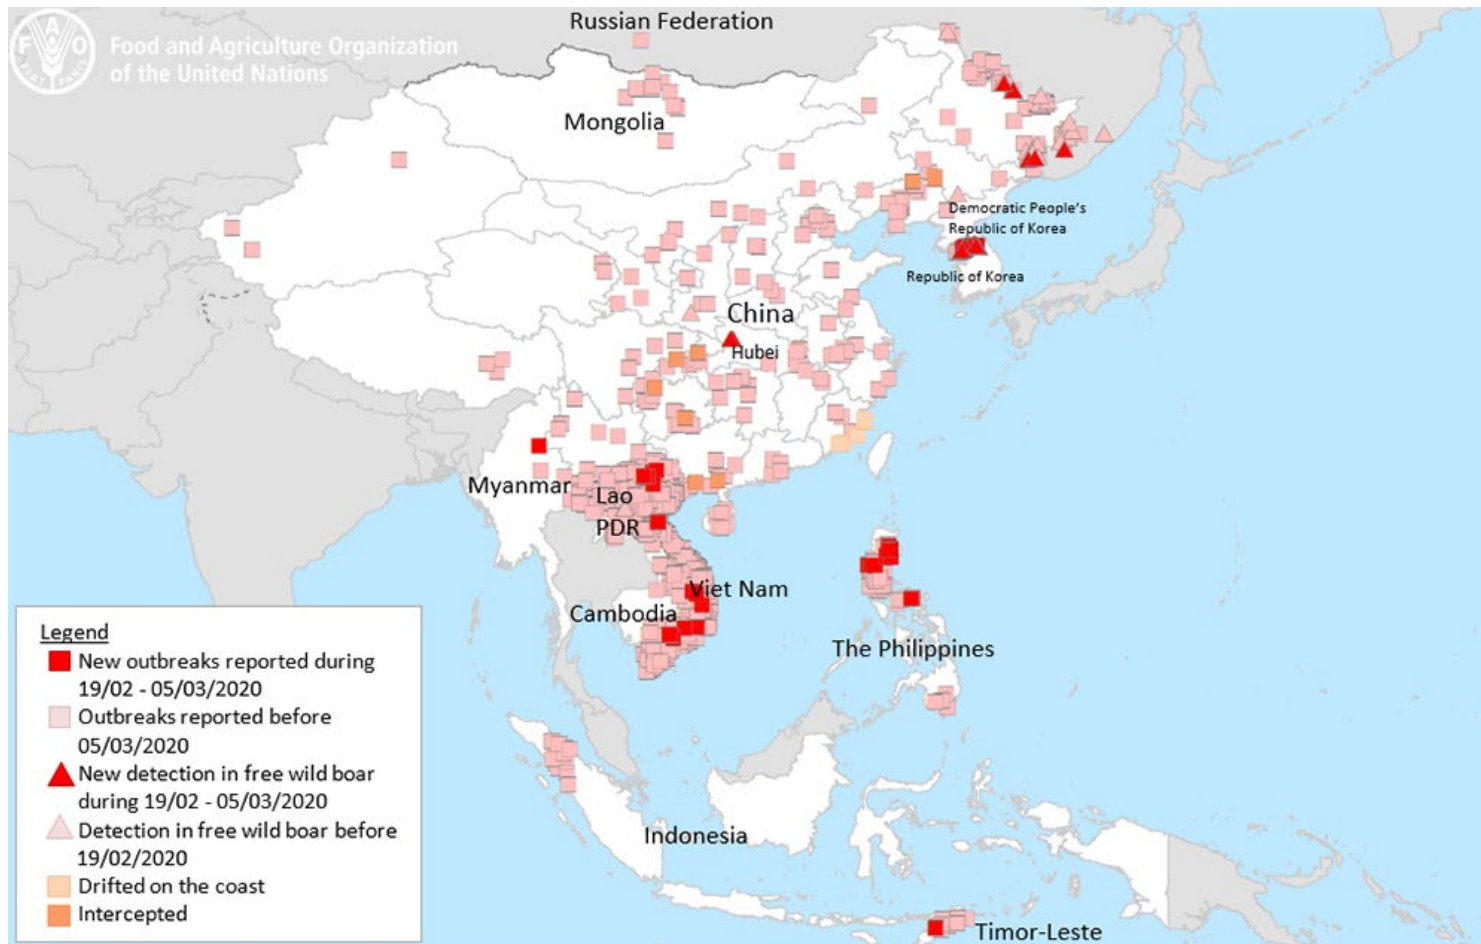 Russian Federation
F A O
FIAT PANIS
Food and Agriculture Organization
of the United Nations
Mongolia
Democratic People's
Republic of Korea
Republic of Korea
China
Hubei
Myanmar
Lao
PDR
Viet Nam
Cambodia
The Philippines
Indonesia
Timor-Leste
Legend
New outbreaks reported during
19/02 - 05/03/2020
Outbreaks reported before
05/03/2020
New detection in free wild boar
during 19/02 - 05/03/2020
Detection in free wild boar before
19/02/2020
Drifted on the coast
Intercepted